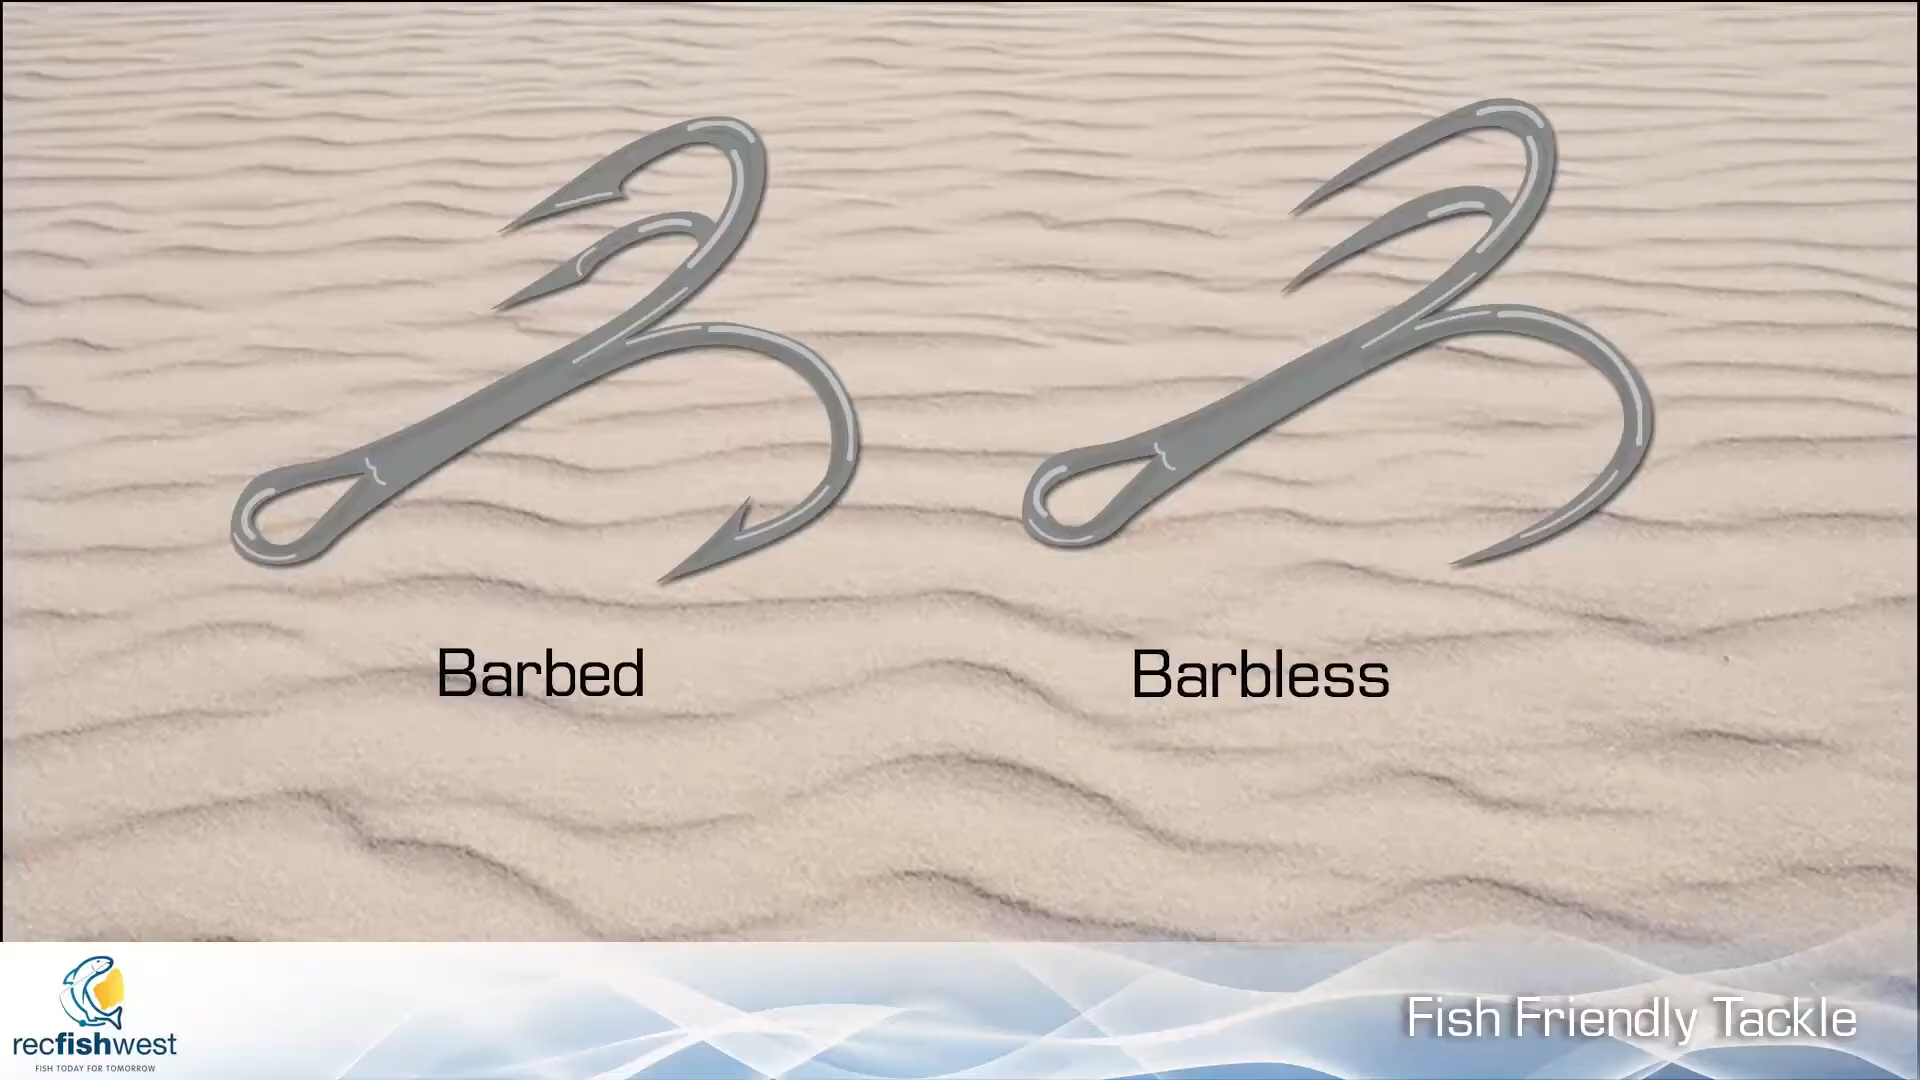 Barbed
Barbless
recfishwest
FISH TODAY FOR TOMORROW
Fish Friendly Tackle